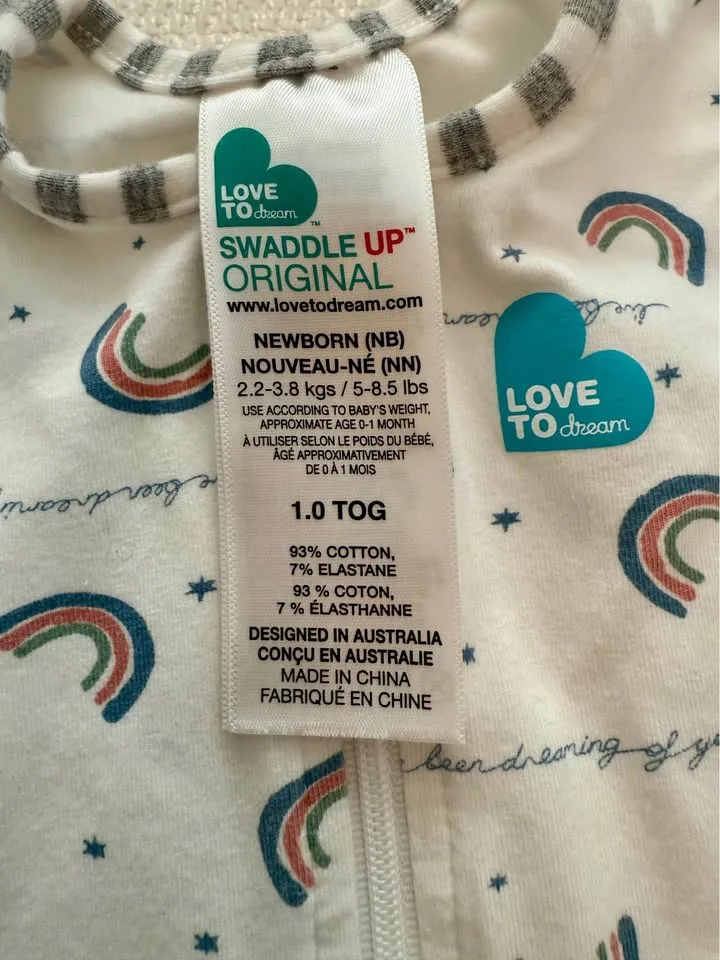 LOVE
TO dream™
SWADDLE UP™
ORIGINAL
www.lovetodream.com
NEWBORN (NB)
NOUVEAU-NÉ (NN)
2.2-3.8 kgs / 5-8.5 lbs
USE ACCORDING TO BABY'S WEIGHT,
APPROXIMATE AGE 0-1 MONTH
À UTILISER SELON LE POIDS DU BÉBÉ,
ÂGÉ APPROXIMATIVEMENT
DE 0 À 1 MOIS
1.0 TOG
93% COTTON,
7% ELASTANE
93 % COTON,
7 % ÉLASTHANNE
DESIGNED IN AUSTRALIA
CONÇU EN AUSTRALIE
MADE IN CHINA
FABRIQUÉ EN CHINE
LOVE
TO dream
been dreaming of